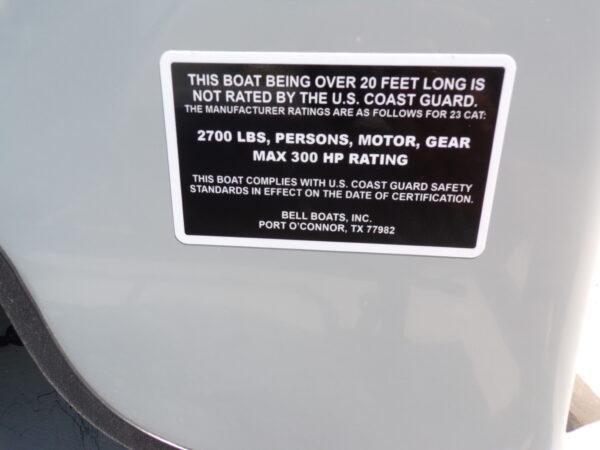 THIS BOAT BEING OVER 20 FEET LONG IS
NOT RATED BY THE U.S. COAST GUARD.
THE MANUFACTURER RATINGS ARE AS FOLLOWS FOR 23 CAT:
2700 LBS, PERSONS, MOTOR, GEAR
MAX 300 HP RATING
THIS BOAT COMPLIES WITH U.S. COAST GUARD SAFETY
STANDARDS IN EFFECT ON THE DATE OF CERTIFICATION.
BELL BOATS, INC.
PORT O'CONNOR, TX 77982